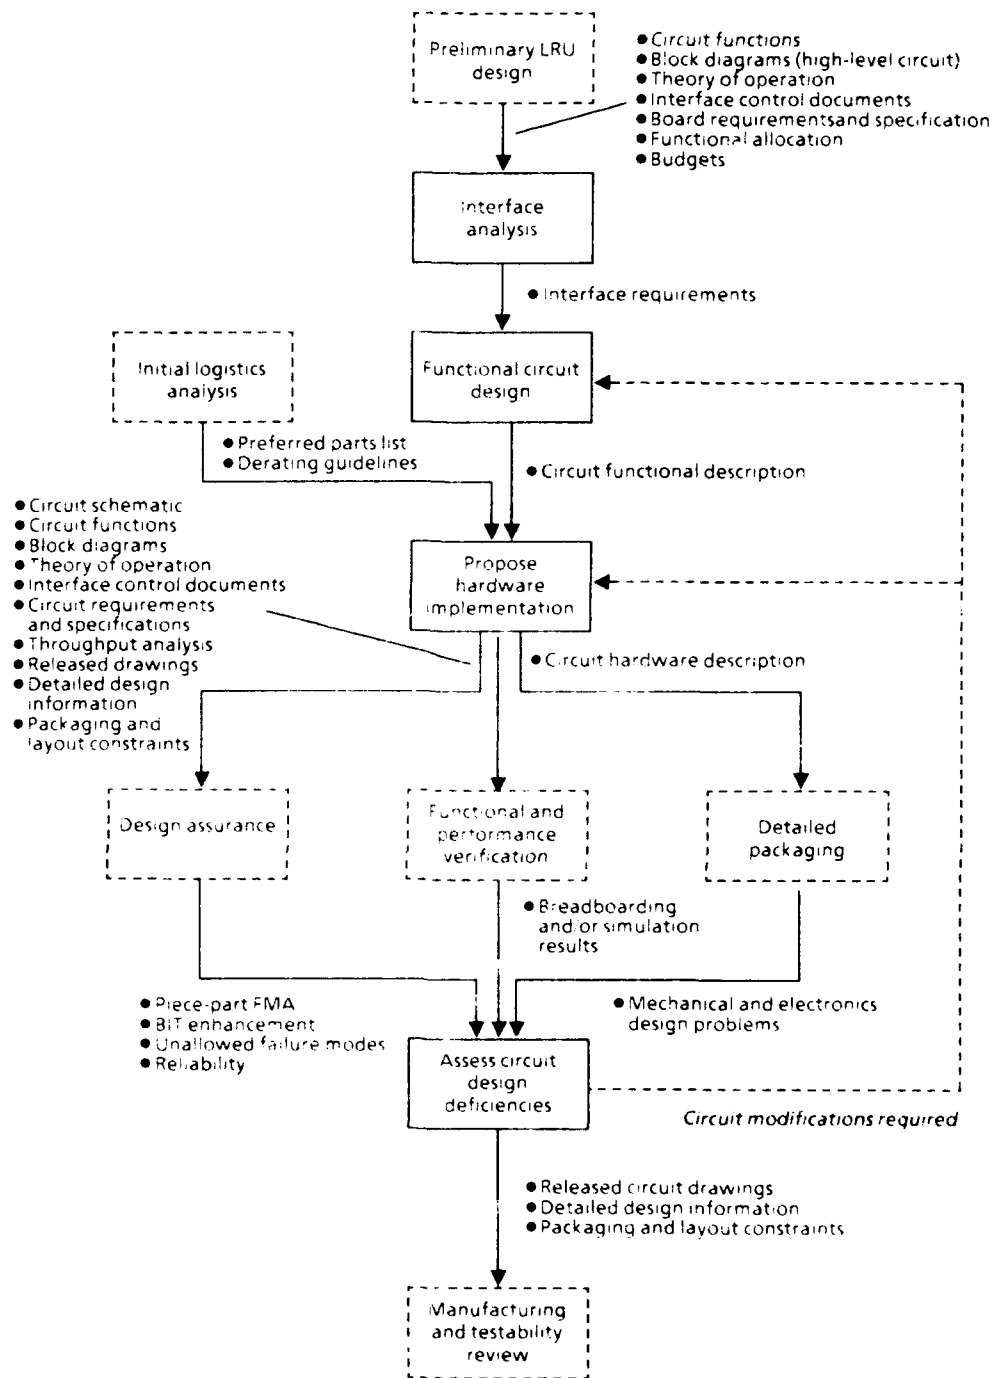 Preliminary LRU
design
● Circuit functions
● Block diagrams (high-level circuit)
● Theory of operation
● Interface control documents
● Board requirementsand specification
● Functional allocation
● Budgets
Interface
analysis
● Interface requirements
Initial logistics
analysis
Functional circuit
design
● Preferred parts list
● Derating guidelines
● Circuit functional description
● Circuit schematic
● Circuit functions
● Block diagrams
● Theory of operation
● Interface control documents
● Circuit requirements
and specifications
● Throughput analysis
● Released drawings
● Detailed design
information
● Packaging and
layout constraints
Propose
hardware
implementation
● Circuit hardware description
Design assurance
Functional and
performance
verification
Detailed
packaging
● Breadboarding
and/or simulation
results
● Piece-part FMA
● BIT enhancement
● Unallowed failure modes
● Reliability
● Mechanical and electronics
design problems
Assess circuit
design
deficiencies
Circuit modifications required
● Released circuit drawings
● Detailed design information
● Packaging and layout constraints
Manufacturing
and testability
review